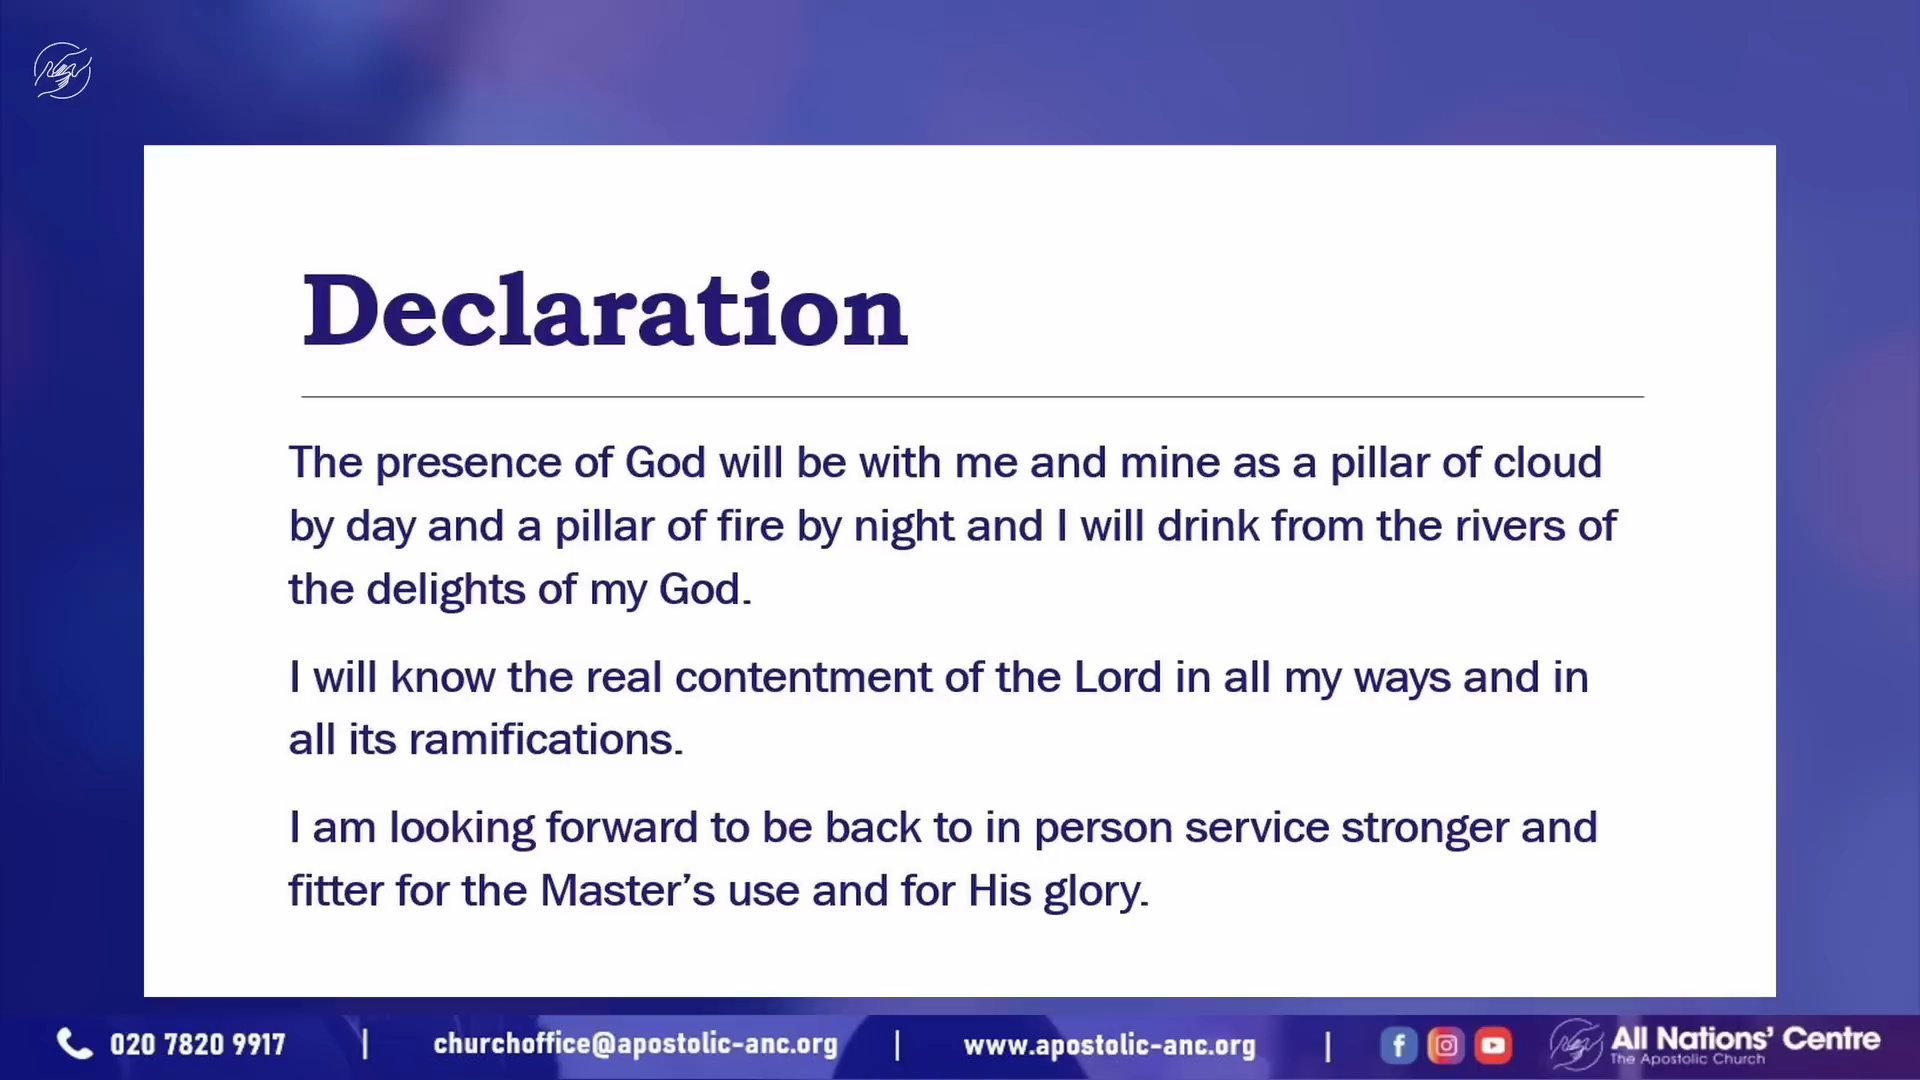 Declaration
The presence of God will be with me and mine as a pillar of cloud
by day and a pillar of fire by night and I will drink from the rivers of
the delights of my God.
I will know the real contentment of the Lord in all my ways and in
all its ramifications.
I am looking forward to be back to in person service stronger and
fitter for the Master’s use and for His glory.
020 7820 9917 | churchoffice@apostolic-anc.org | www.apostolic-anc.org | All Nations’ Centre
The Apostolic Church